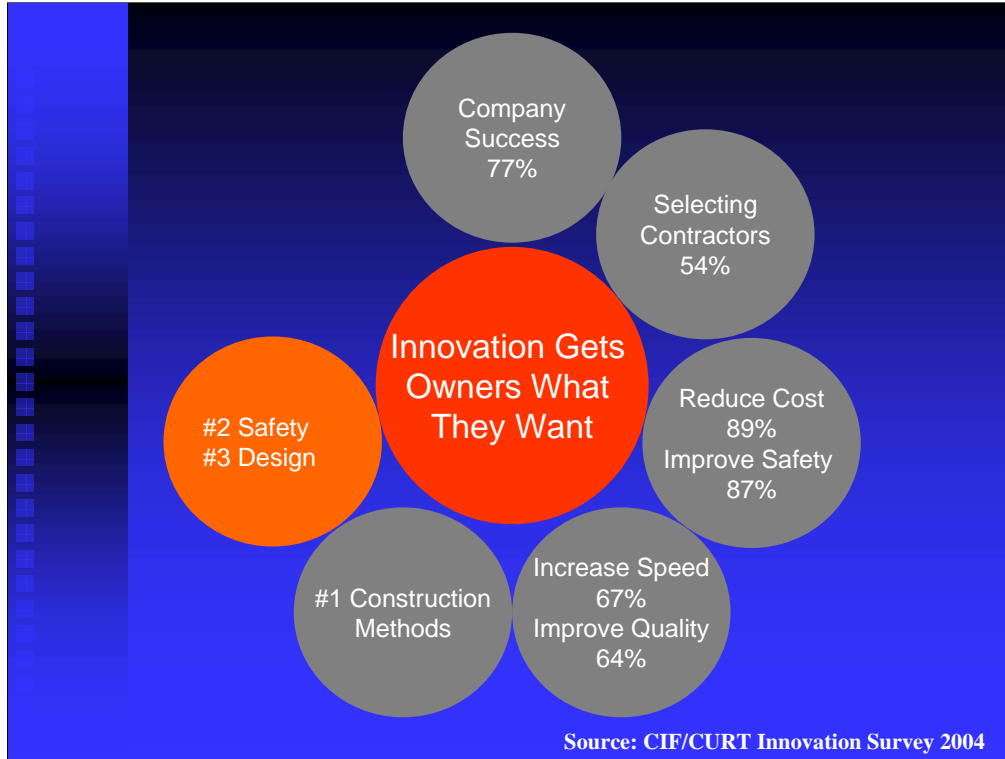 Company
Success
77%
Selecting
Contractors
54%
Innovation Gets
Owners What
They Want
Reduce Cost
89%
Improve Safety
87%
#2 Safety
#3 Design
Increase Speed
67%
Improve Quality
64%
#1 Construction
Methods
Source: CIF/CURT Innovation Survey 2004